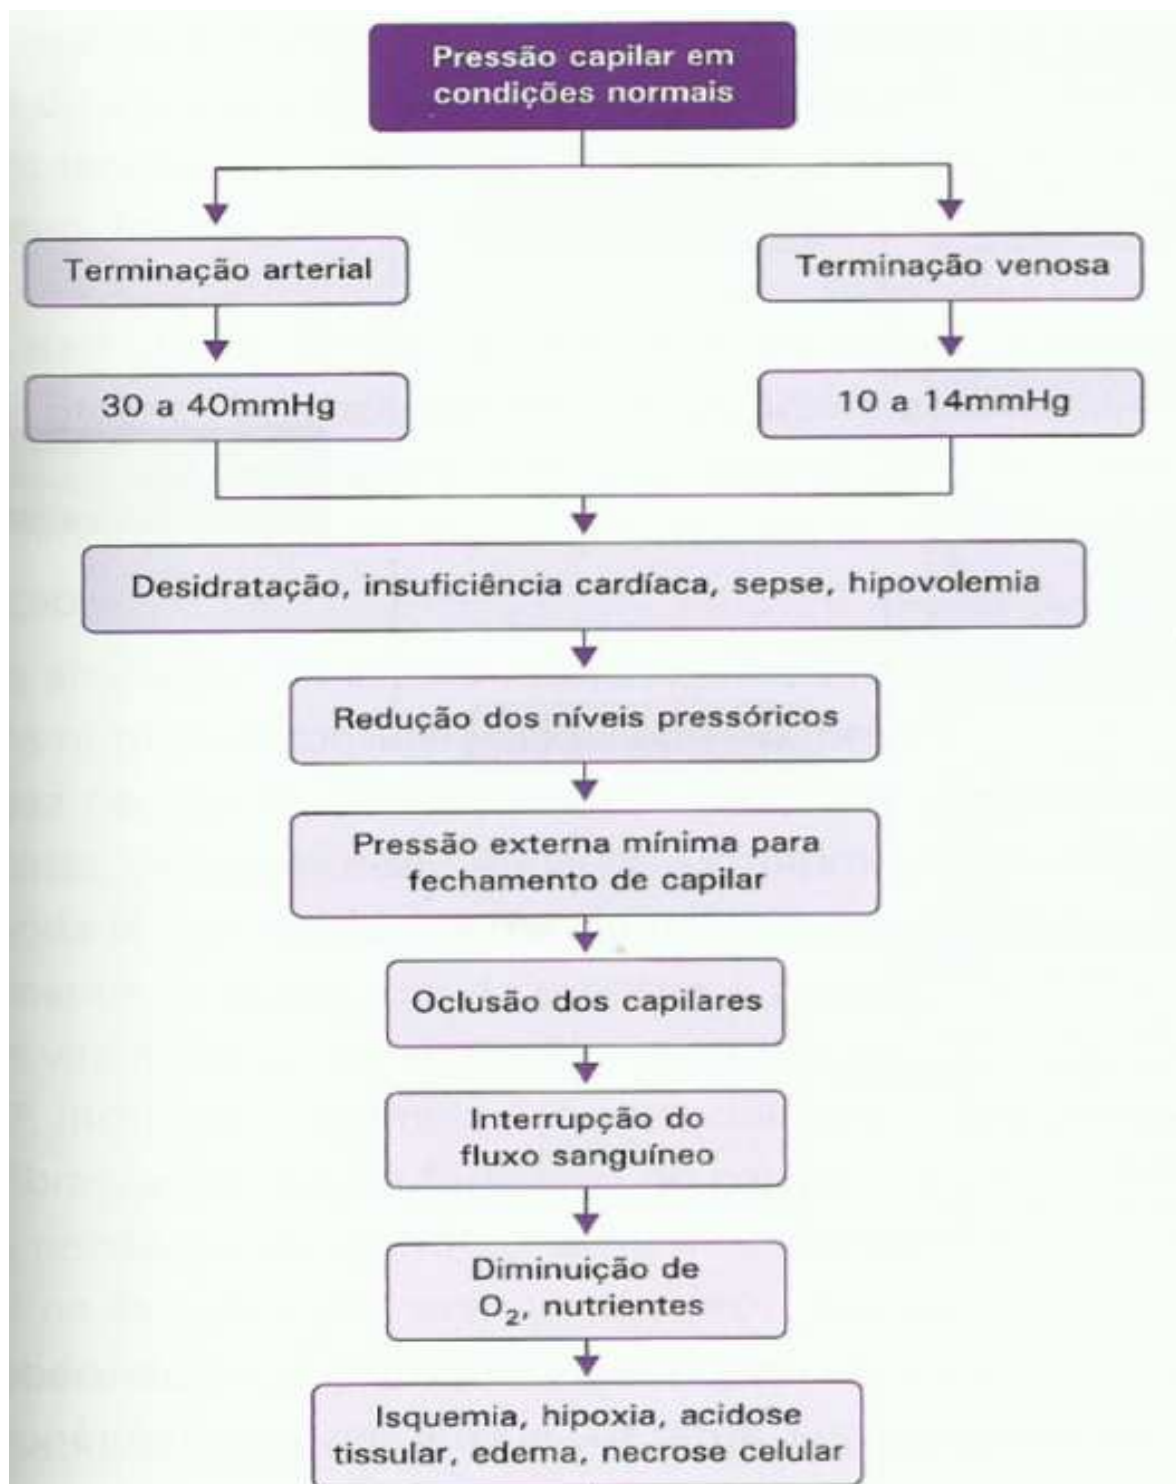 Pressão capilar em
condições normais
Terminação arterial
Terminação venosa
30 a 40mmHg
10 a 14mmHg
Desidratação, insuficiência cardíaca, sepse, hipovolemia
Redução dos níveis pressóricos
Pressão externa mínima para
fechamento de capilar
Oclusão dos capilares
Interrupção do
fluxo sanguíneo
Diminuição de
O₂, nutrientes
Isquemia, hipoxia, acidose
tissular, edema, necrose celular